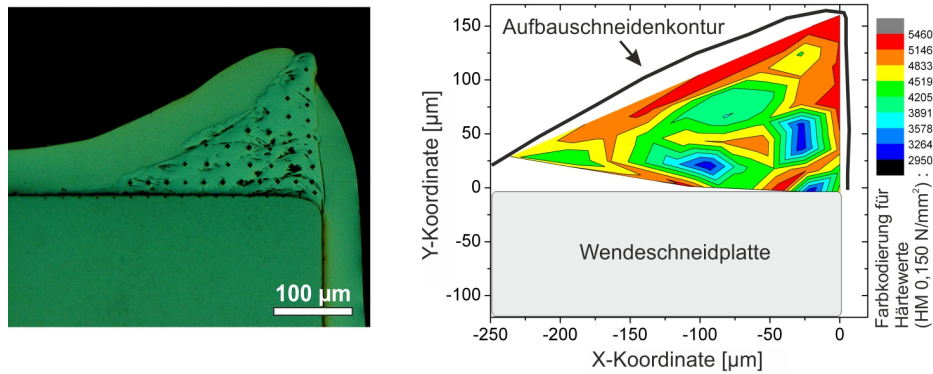 100 µm
Aufbauschneidenkontur
Wendeschneidplatte
Y-Koordinate [µm]
150
100
50
0
-50
-100
-250
-200
-150
-100
-50
0
X-Koordinate [µm]
5460
5146
4833
4519
4205
3891
3578
3264
2950
Farbkodierung für
Härtewerte
(HM 0,150 N/mm²) :